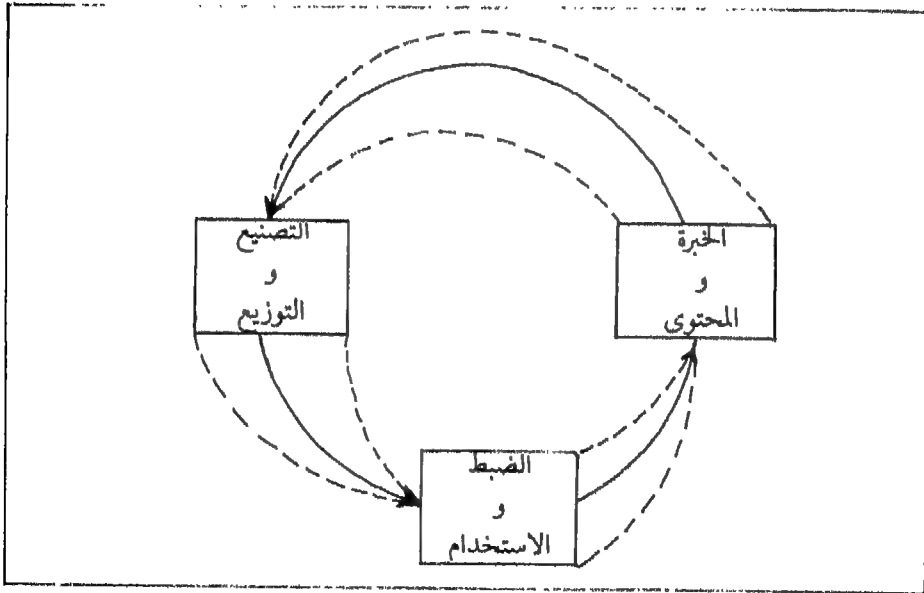 الخبرة
و
المحتوى
التصنيع
و
التوزيع
الضبط
و
الاستخدام